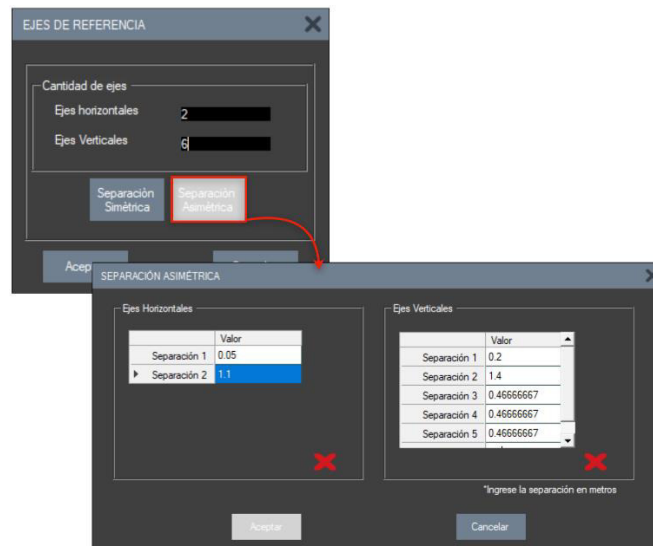 EJES DE REFERENCIA
Cantidad de ejes
Ejes horizontales 2
Ejes Verticales 6
Separación Simétrica
Separación Asimétrica
SEPARACIÓN ASIMÉTRICA
Ejes Horizontales
Valor
Separación 1 0.05
Separación 2 1.1
Ejes Verticales
Valor
Separación 1 0.2
Separación 2 1.4
Separación 3 0.46666667
Separación 4 0.46666667
Separación 5 0.46666667
*Ingrese la separación en metros
Aceptar
Cancelar